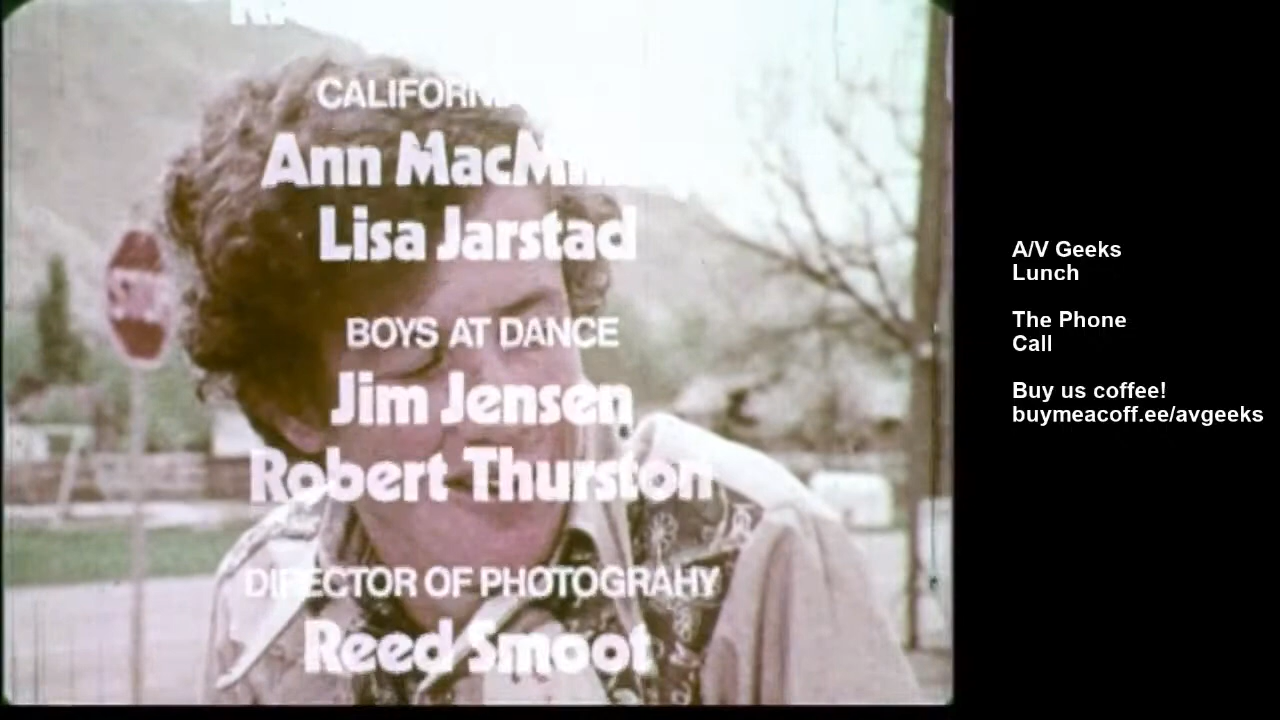 Ann
Lisa Jarstad
BOYS AT DANCE
Jim Jensen
Robert Thurston
DIRECTOR OF PHOTOGRAHY
Reed Smoot
A/V Geeks
Lunch
The Phone
Call
Buy us coffee!
buymeacoff.ee/avgeeks